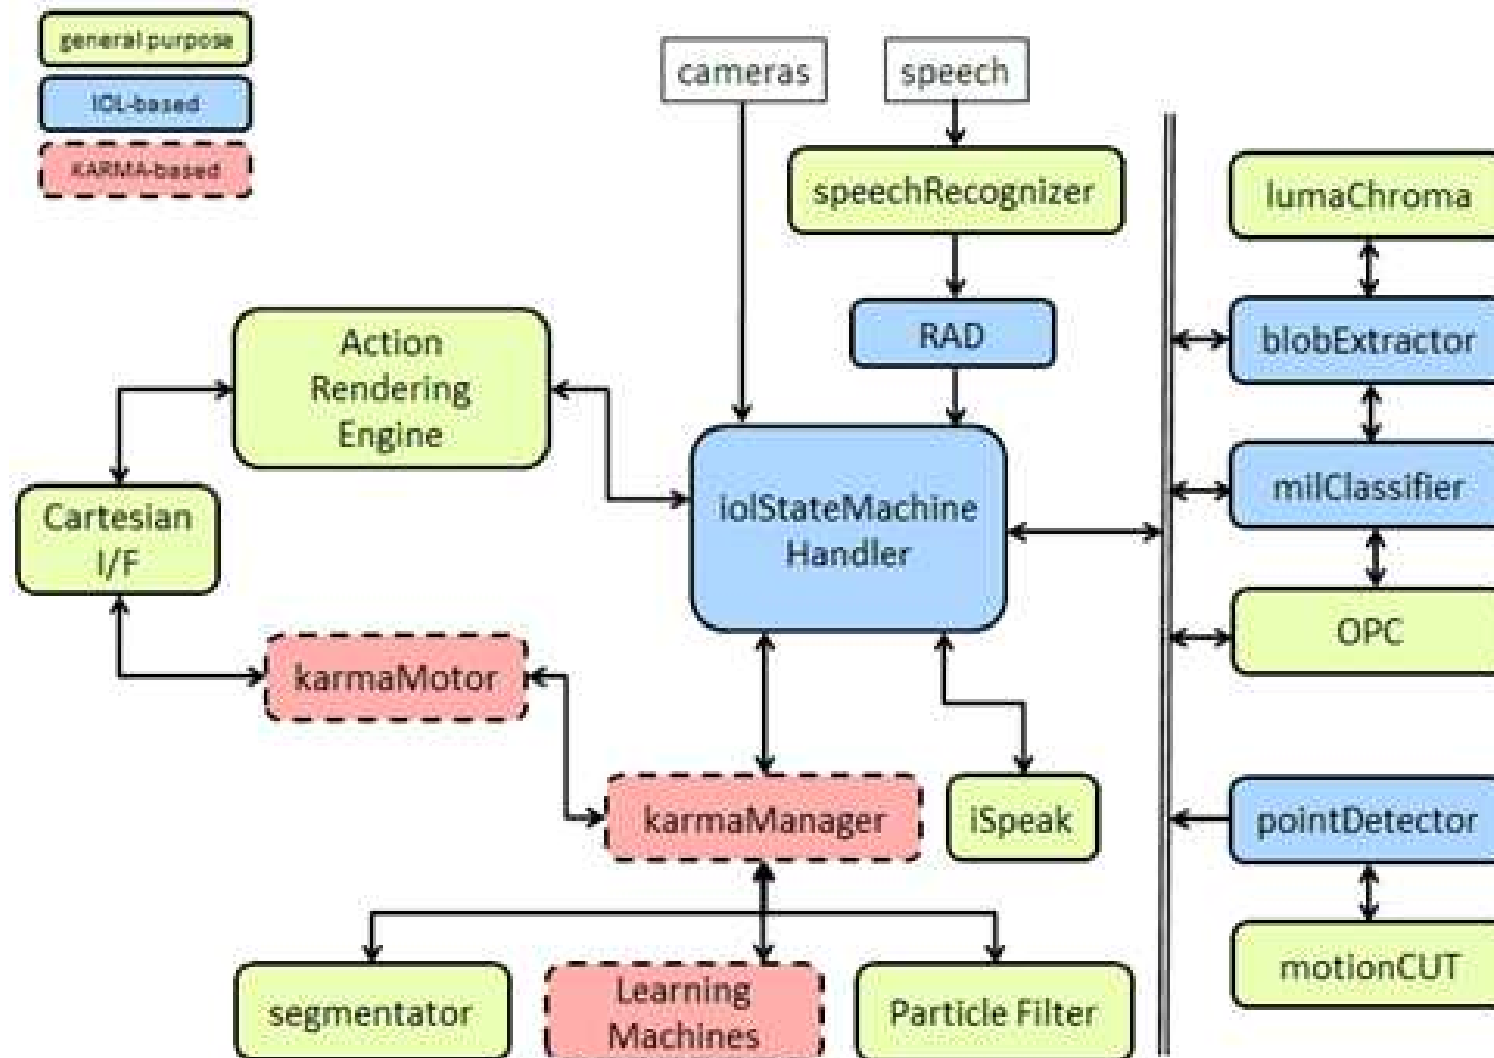 general purpose
IOL-based
KARMA-based
cameras
speech
speechRecognizer
RAD
Action
Rendering
Engine
Cartesian
I/F
iolStateMachine
Handler
karmaMotor
karmaManager
iSpeak
segmentator
Learning
Machines
Particle Filter
lumaChroma
blobExtractor
milClassifier
OPC
pointDetector
motionCUT